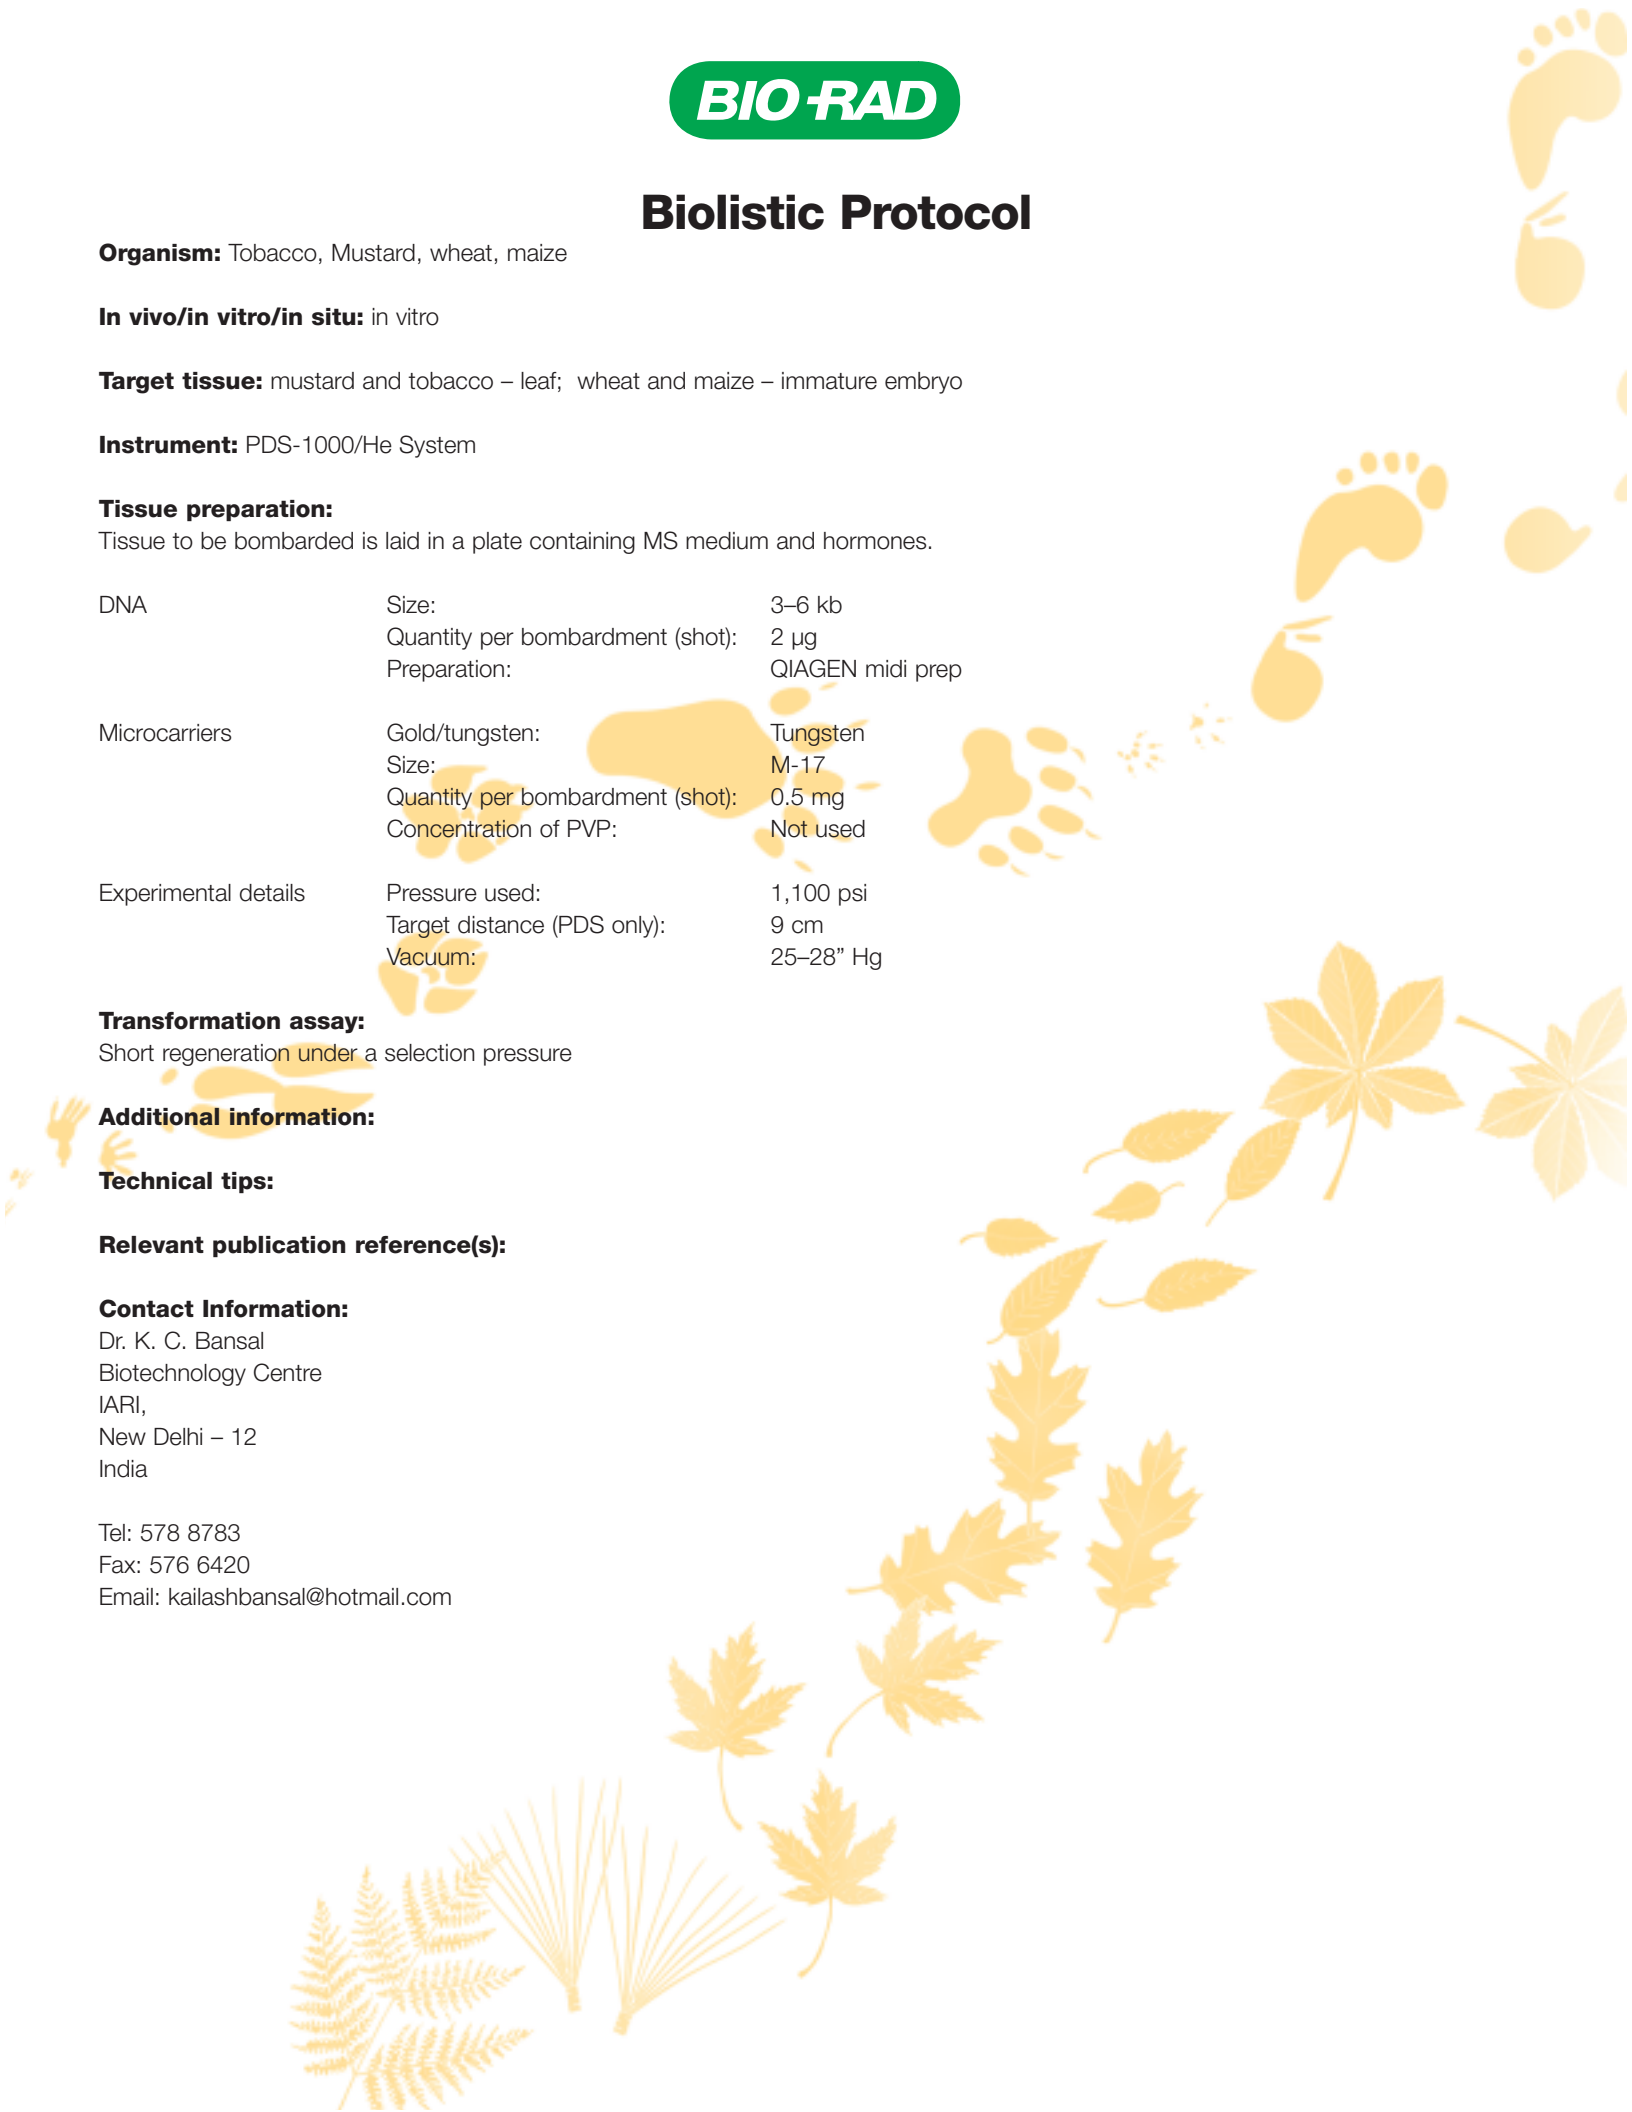 BIO-RAD
Biolistic Protocol
Organism: Tobacco, Mustard, wheat, maize
In vivo/in vitro/in situ: in vitro
Target tissue: mustard and tobacco – leaf; wheat and maize – immature embryo
Instrument: PDS-1000/He System
Tissue preparation:
Tissue to be bombarded is laid in a plate containing MS medium and hormones.
DNA Size: 3–6 kb
Quantity per bombardment (shot): 2 µg
Preparation: QIAGEN midi prep
Microcarriers Gold/tungsten: Tungsten
Size: M-17
Quantity per bombardment (shot): 0.5 mg
Concentration of PVP: Not used
Experimental details Pressure used: 1,100 psi
Target distance (PDS only): 9 cm
Vacuum: 25–28” Hg
Transformation assay:
Short regeneration under a selection pressure
Additional information:
Technical tips:
Relevant publication reference(s):
Contact Information:
Dr. K. C. Bansal
Biotechnology Centre
IARI,
New Delhi – 12
India
Tel: 578 8783
Fax: 576 6420
Email: kailashbansal@hotmail.com